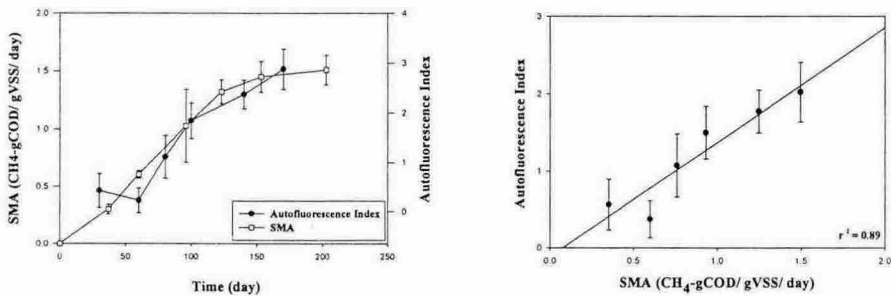 2.0
1.5
1.0
0.5
0.0
SMA (CH4-gCOD/ gVSS/ day)
4
3
2
1
0
Autofluorescence Index
Autofluorescence Index
SMA
0 50 100 150 200 250
Time (day)
3
2
1
0
Autofluorescence Index
r² = 0.89
0.0 0.5 1.0 1.5 2.0
SMA (CH₄-gCOD/ gVSS/ day)